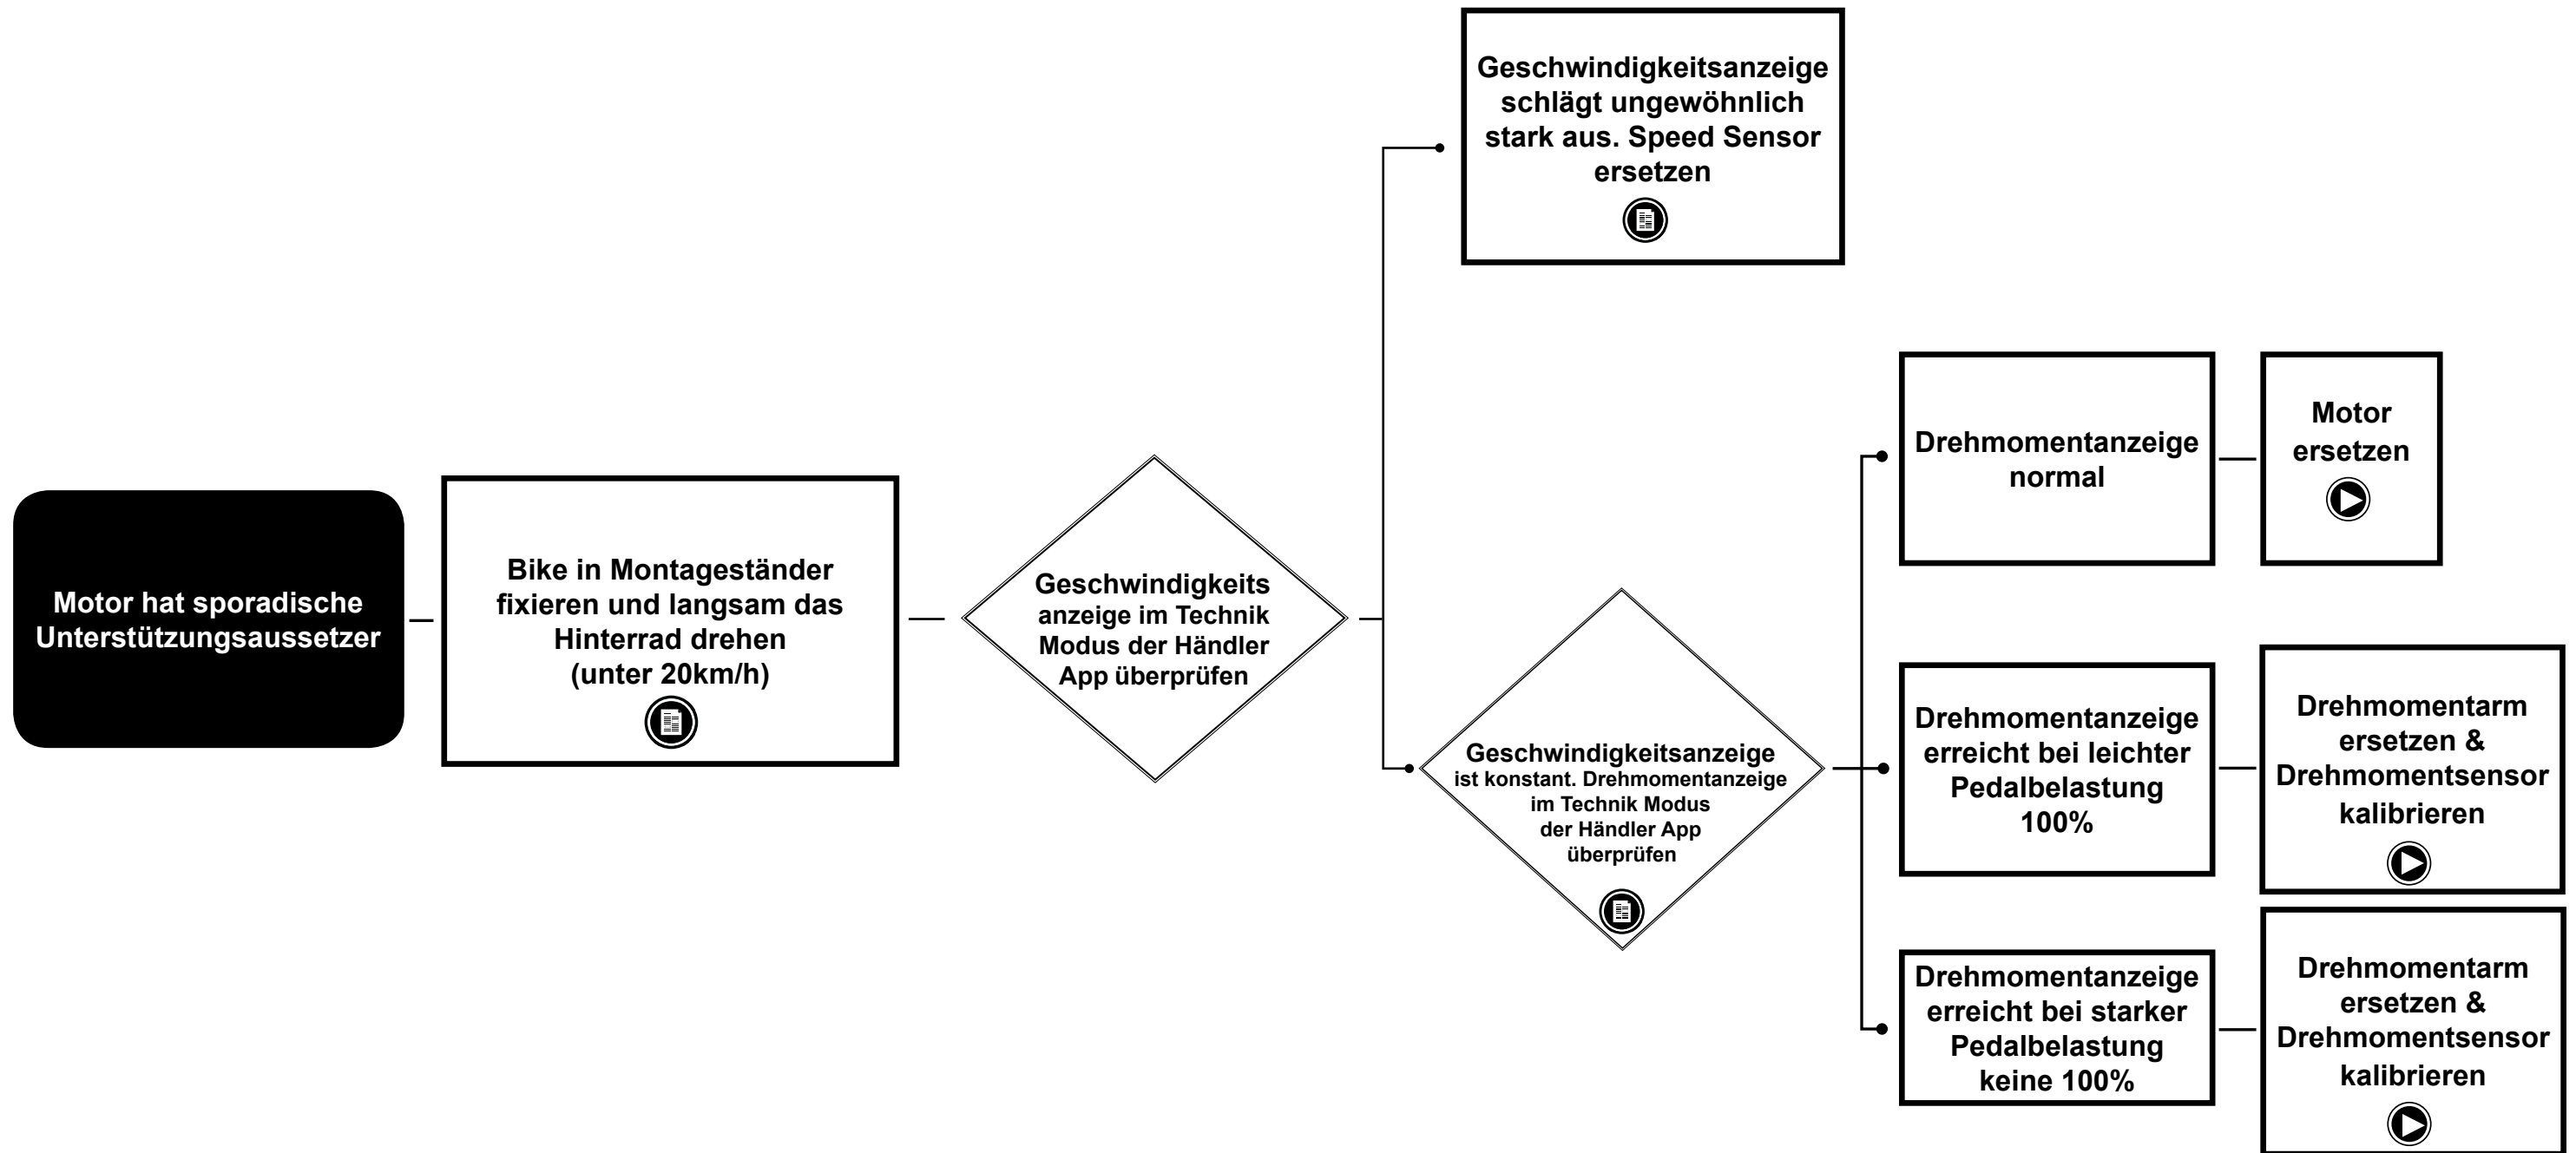 Geschwindigkeitsanzeige
schlägt ungewöhnlich
stark aus. Speed Sensor
ersetzen
Motor hat sporadische
Unterstützungsaussetzer
Bike in Montageständer
fixieren und langsam das
Hinterrad drehen
(unter 20km/h)
Geschwindigkeits
anzeige im Technik
Modus der Händler
App überprüfen
Geschwindigkeitsanzeige
ist konstant. Drehmomentanzeige
im Technik Modus
der Händler App
überprüfen
Drehmomentanzeige
normal
Motor
ersetzen
Drehmomentanzeige
erreicht bei leichter
Pedalbelastung
100%
Drehmomentarm
ersetzen &
Drehmomentsensor
kalibrieren
Drehmomentanzeige
erreicht bei starker
Pedalbelastung
keine 100%
Drehmomentarm
ersetzen &
Drehmomentsensor
kalibrieren